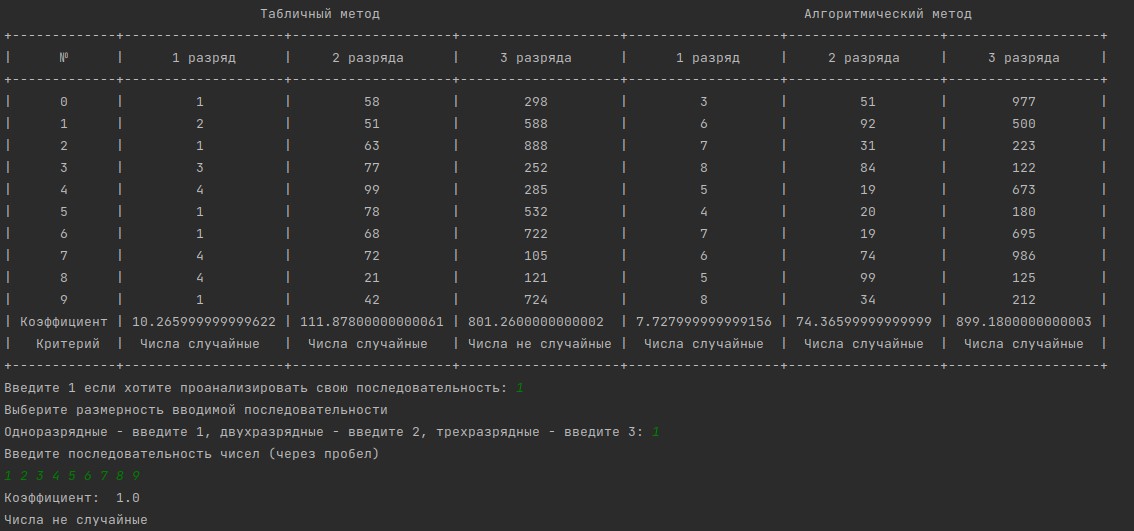 Табличный метод Алгоритмический метод
+-------------+--------------------+--------------------+--------------------+-------------------+-------------------+-------------------+
| № | 1 разряд | 2 разряда | 3 разряда | 1 разряд | 2 разряда | 3 разряда |
+-------------+--------------------+--------------------+--------------------+-------------------+-------------------+-------------------+
| 0 | 1 | 58 | 298 | 3 | 51 | 977 |
| 1 | 2 | 51 | 588 | 6 | 92 | 500 |
| 2 | 1 | 63 | 888 | 7 | 31 | 223 |
| 3 | 3 | 77 | 252 | 8 | 84 | 122 |
| 4 | 4 | 99 | 285 | 5 | 19 | 673 |
| 5 | 1 | 78 | 532 | 4 | 20 | 180 |
| 6 | 1 | 68 | 722 | 7 | 19 | 695 |
| 7 | 4 | 72 | 105 | 6 | 74 | 986 |
| 8 | 4 | 21 | 121 | 5 | 99 | 125 |
| 9 | 1 | 42 | 724 | 8 | 34 | 212 |
| Коэффициент | 10.265999999999622 | 111.87800000000061 | 801.2600000000002 | 7.727999999999156 | 74.36599999999999 | 899.1800000000003 |
| Критерий | Числа случайные | Числа случайные | Числа не случайные | Числа случайные | Числа случайные | Числа случайные |
+-------------+--------------------+--------------------+--------------------+-------------------+-------------------+-------------------+
Введите 1 если хотите проанализировать свою последовательность: 1
Выберите размерность вводимой последовательности
Одноразрядные - введите 1, двухразрядные - введите 2, трехразрядные - введите 3: 1
Введите последовательность чисел (через пробел)
1 2 3 4 5 6 7 8 9
Коэффициент: 1.0
Числа не случайные